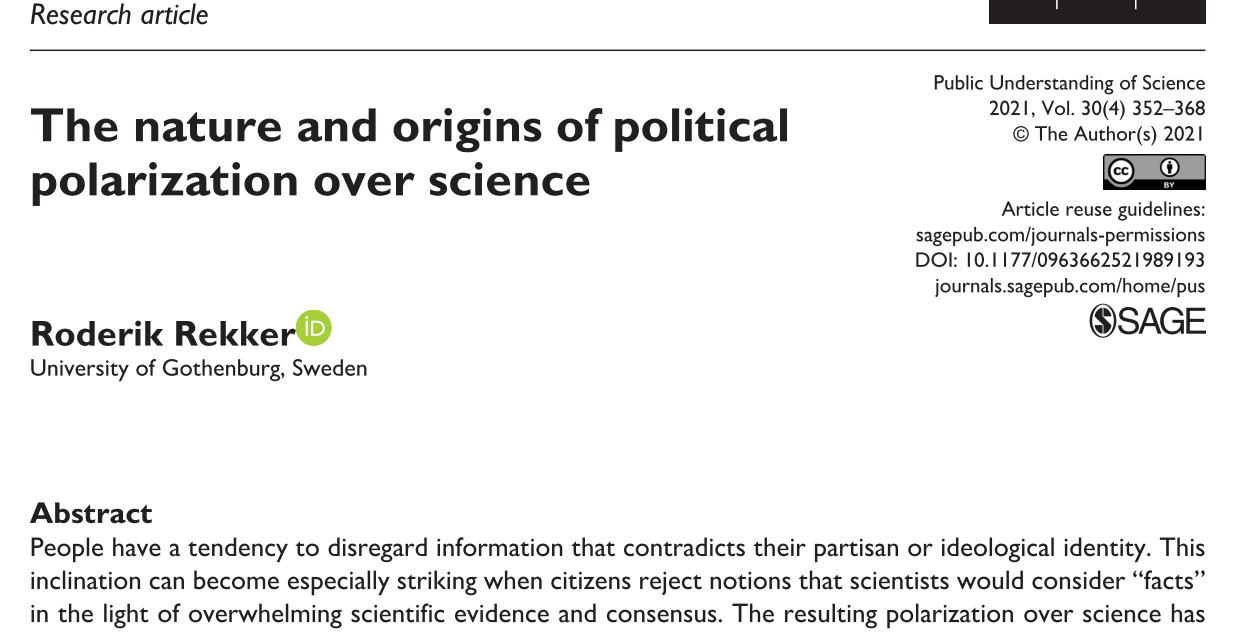 Research article
Public Understanding of Science
2021, Vol. 30(4) 352–368
© The Author(s) 2021
cc BY
Article reuse guidelines:
sagepub.com/journals-permissions
DOI: 10.1177/0963662521989193
journals.sagepub.com/home/pus
SAGE
The nature and origins of political
polarization over science
Roderik Rekker iD
University of Gothenburg, Sweden
Abstract
People have a tendency to disregard information that contradicts their partisan or ideological identity. This
inclination can become especially striking when citizens reject notions that scientists would consider “facts”
in the light of overwhelming scientific evidence and consensus. The resulting polarization over science has